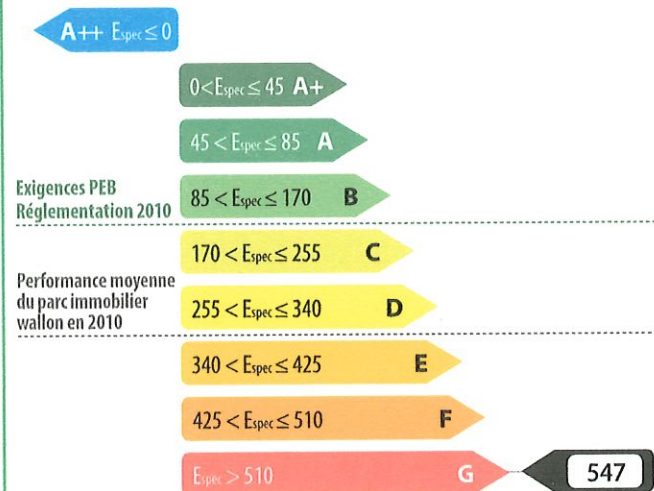 A++ Espec ≤ 0
0<Espec ≤ 45 A+
45 < Espec ≤ 85 A
Exigences PEB
Réglementation 2010
85 < Espec ≤ 170 B
170 < Espec ≤ 255 C
Performance moyenne
du parc immobilier
wallon en 2010
255 < Espec ≤ 340 D
340 < Espec ≤ 425 E
425 < Espec ≤ 510 F
Espec > 510 G
547